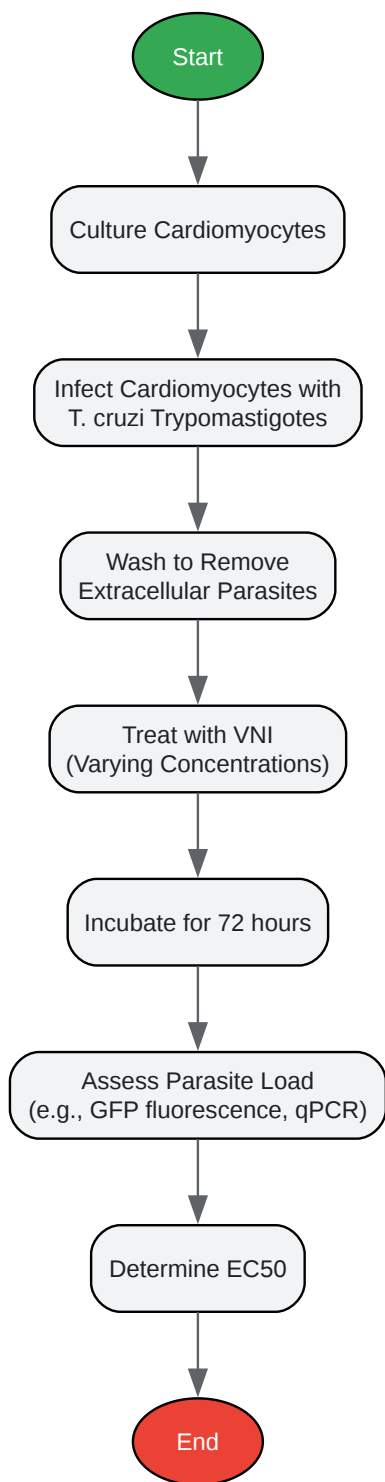 Start
Culture Cardiomyocytes
Infect Cardiomyocytes with
T. cruzi Trypomastigotes
Wash to Remove
Extracellular Parasites
Treat with VNI
(Varying Concentrations)
Incubate for 72 hours
Assess Parasite Load
(e.g., GFP fluorescence, qPCR)
Determine EC50
End